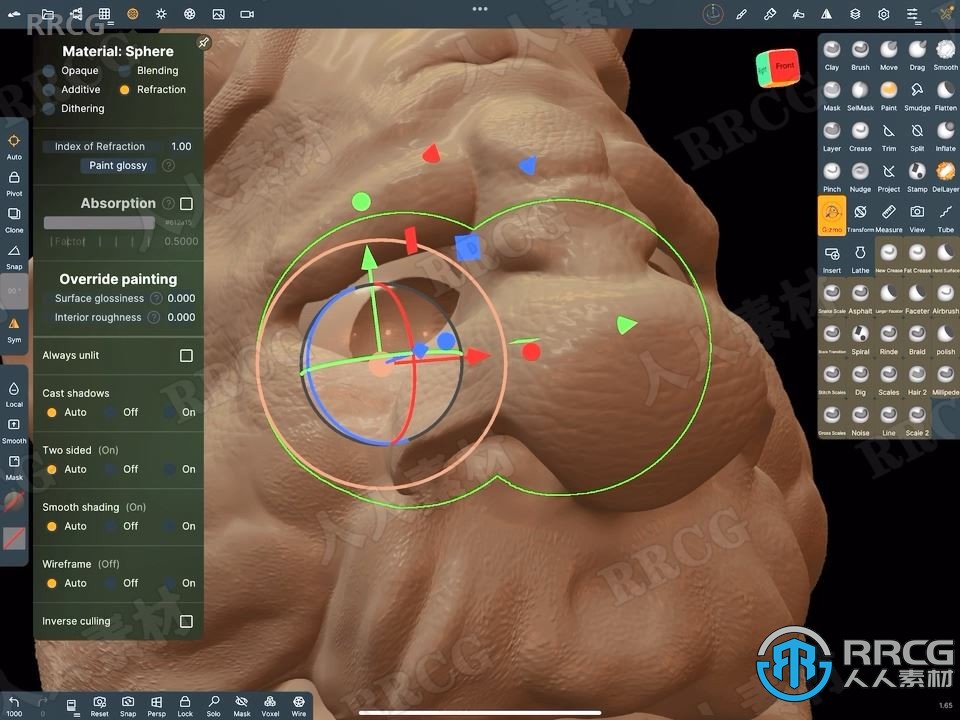 RRCG
Material: Sphere
Opaque Blending
Additive Refraction
Dithering
Index of Refraction 1.00
Paint glossy ?
Absorption ?
#612a15
Factor 0.5000
Override painting
Surface glossiness ? 0.000
Interior roughness ? 0.000
Always unlit
Cast shadows
Auto Off On
Two sided (On)
Auto Off On
Smooth shading (On)
Auto Off On
Wireframe (Off)
Auto Off On
Inverse culling
Auto
Pivot
Clone
Snap
90 °
Sym
Local
Smooth
Mask
Right Front
Clay Brush Move Drag Smooth
Mask SelMask Paint Smudge Flatten
Layer Crease Trim Split Inflate
Pinch Nudge Project Stamp DelLayer
Gizmo Transform Measure View Tube
Insert Lathe New Crease Fat Crease Hard Surface
Snake Scale Asphalt Larger Faceter Faceter Airbrush
Scale Transition Spiral Rinde Braid polish
Stitch Scales Dig Scales Hair 2 Millipede
Gross Scales Noise Line Scale 2
1000 0 Reset Snap Persp Lock Solo Mask Voxel Wire
RRCG
人人素材
1.65